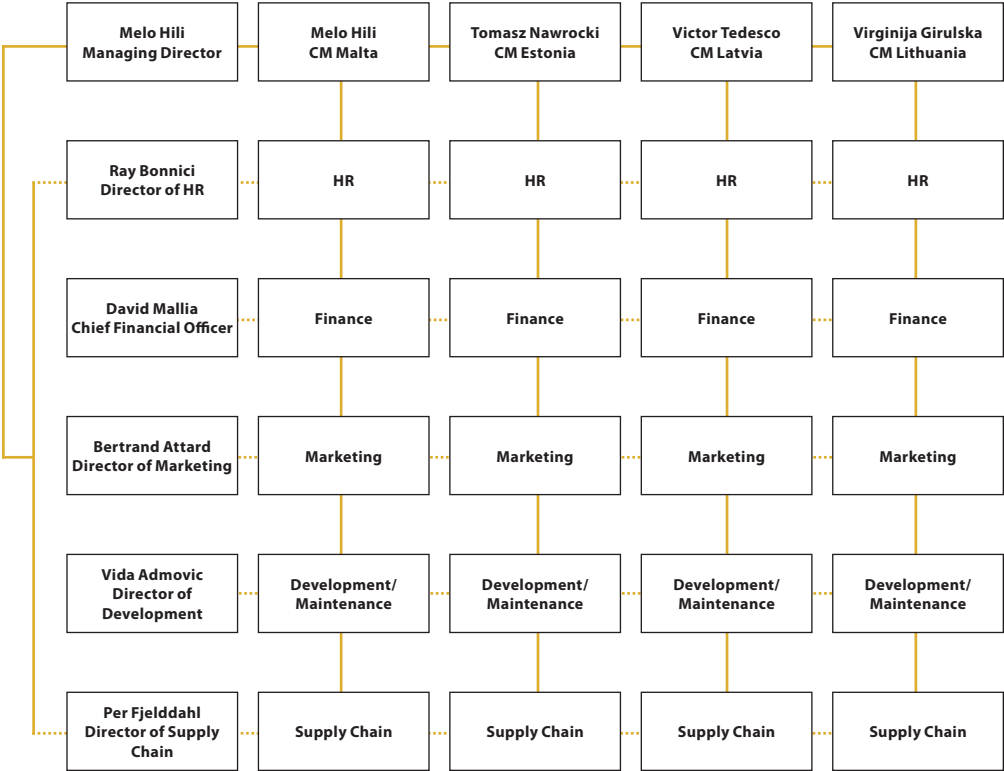 Melo Hili
Managing Director
Melo Hili
CM Malta
Tomasz Nawrocki
CM Estonia
Victor Tedesco
CM Latvia
Virginija Girulska
CM Lithuania
Ray Bonnici
Director of HR
HR
HR
HR
HR
David Mallia
Chief Financial Officer
Finance
Finance
Finance
Finance
Bertrand Attard
Director of Marketing
Marketing
Marketing
Marketing
Marketing
Vida Admovic
Director of
Development
Development/
Maintenance
Development/
Maintenance
Development/
Maintenance
Development/
Maintenance
Per Fjelddahl
Director of Supply
Chain
Supply Chain
Supply Chain
Supply Chain
Supply Chain